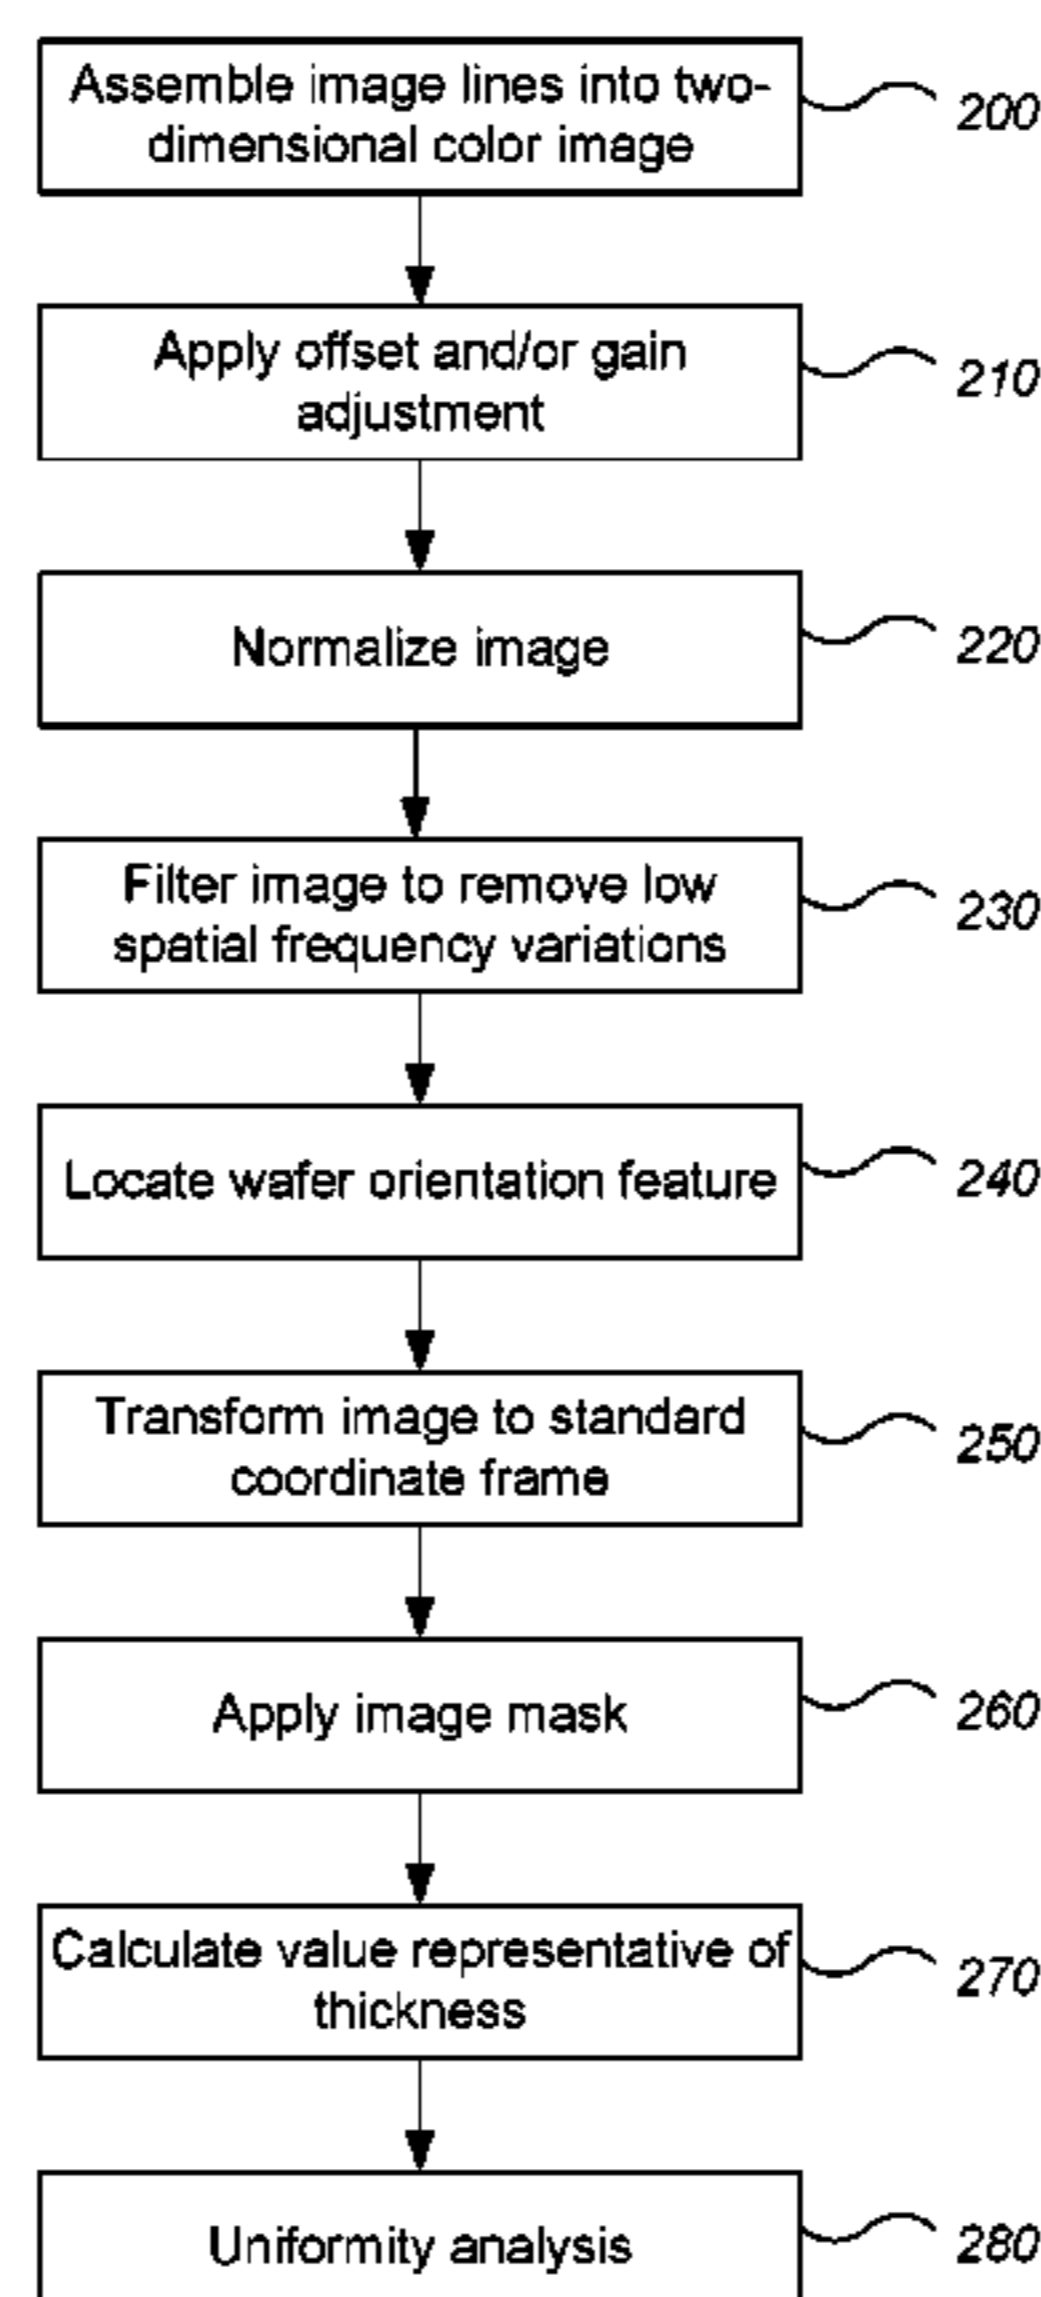 Assemble image lines into two-
dimensional color image
200
Apply offset and/or gain
adjustment
210
Normalize image
220
Filter image to remove low
spatial frequency variations
230
Locate wafer orientation feature
240
Transform image to standard
coordinate frame
250
Apply image mask
260
Calculate value representative of
thickness
270
Uniformity analysis
280